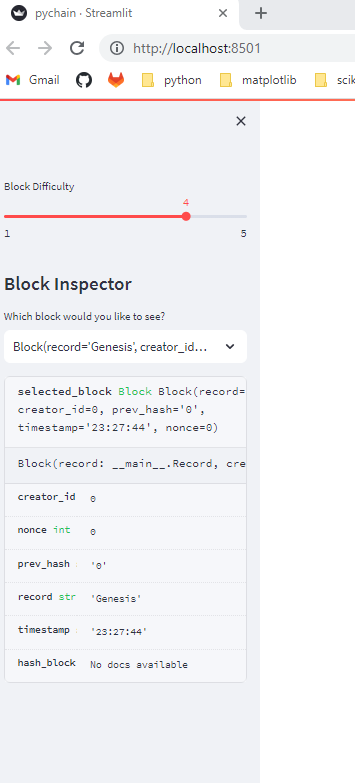 pychain · Streamlit
http://localhost:8501
Gmail
python
matplotlib
scik
Block Difficulty
4
1
5
Block Inspector
Which block would you like to see?
Block(record='Genesis', creator_id...
selected_block Block Block(record=
creator_id=0, prev_hash='0',
timestamp='23:27:44', nonce=0)
Block(record: __main__.Record, cre
creator_id 0
nonce int 0
prev_hash '0'
record str 'Genesis'
timestamp '23:27:44'
hash_block No docs available